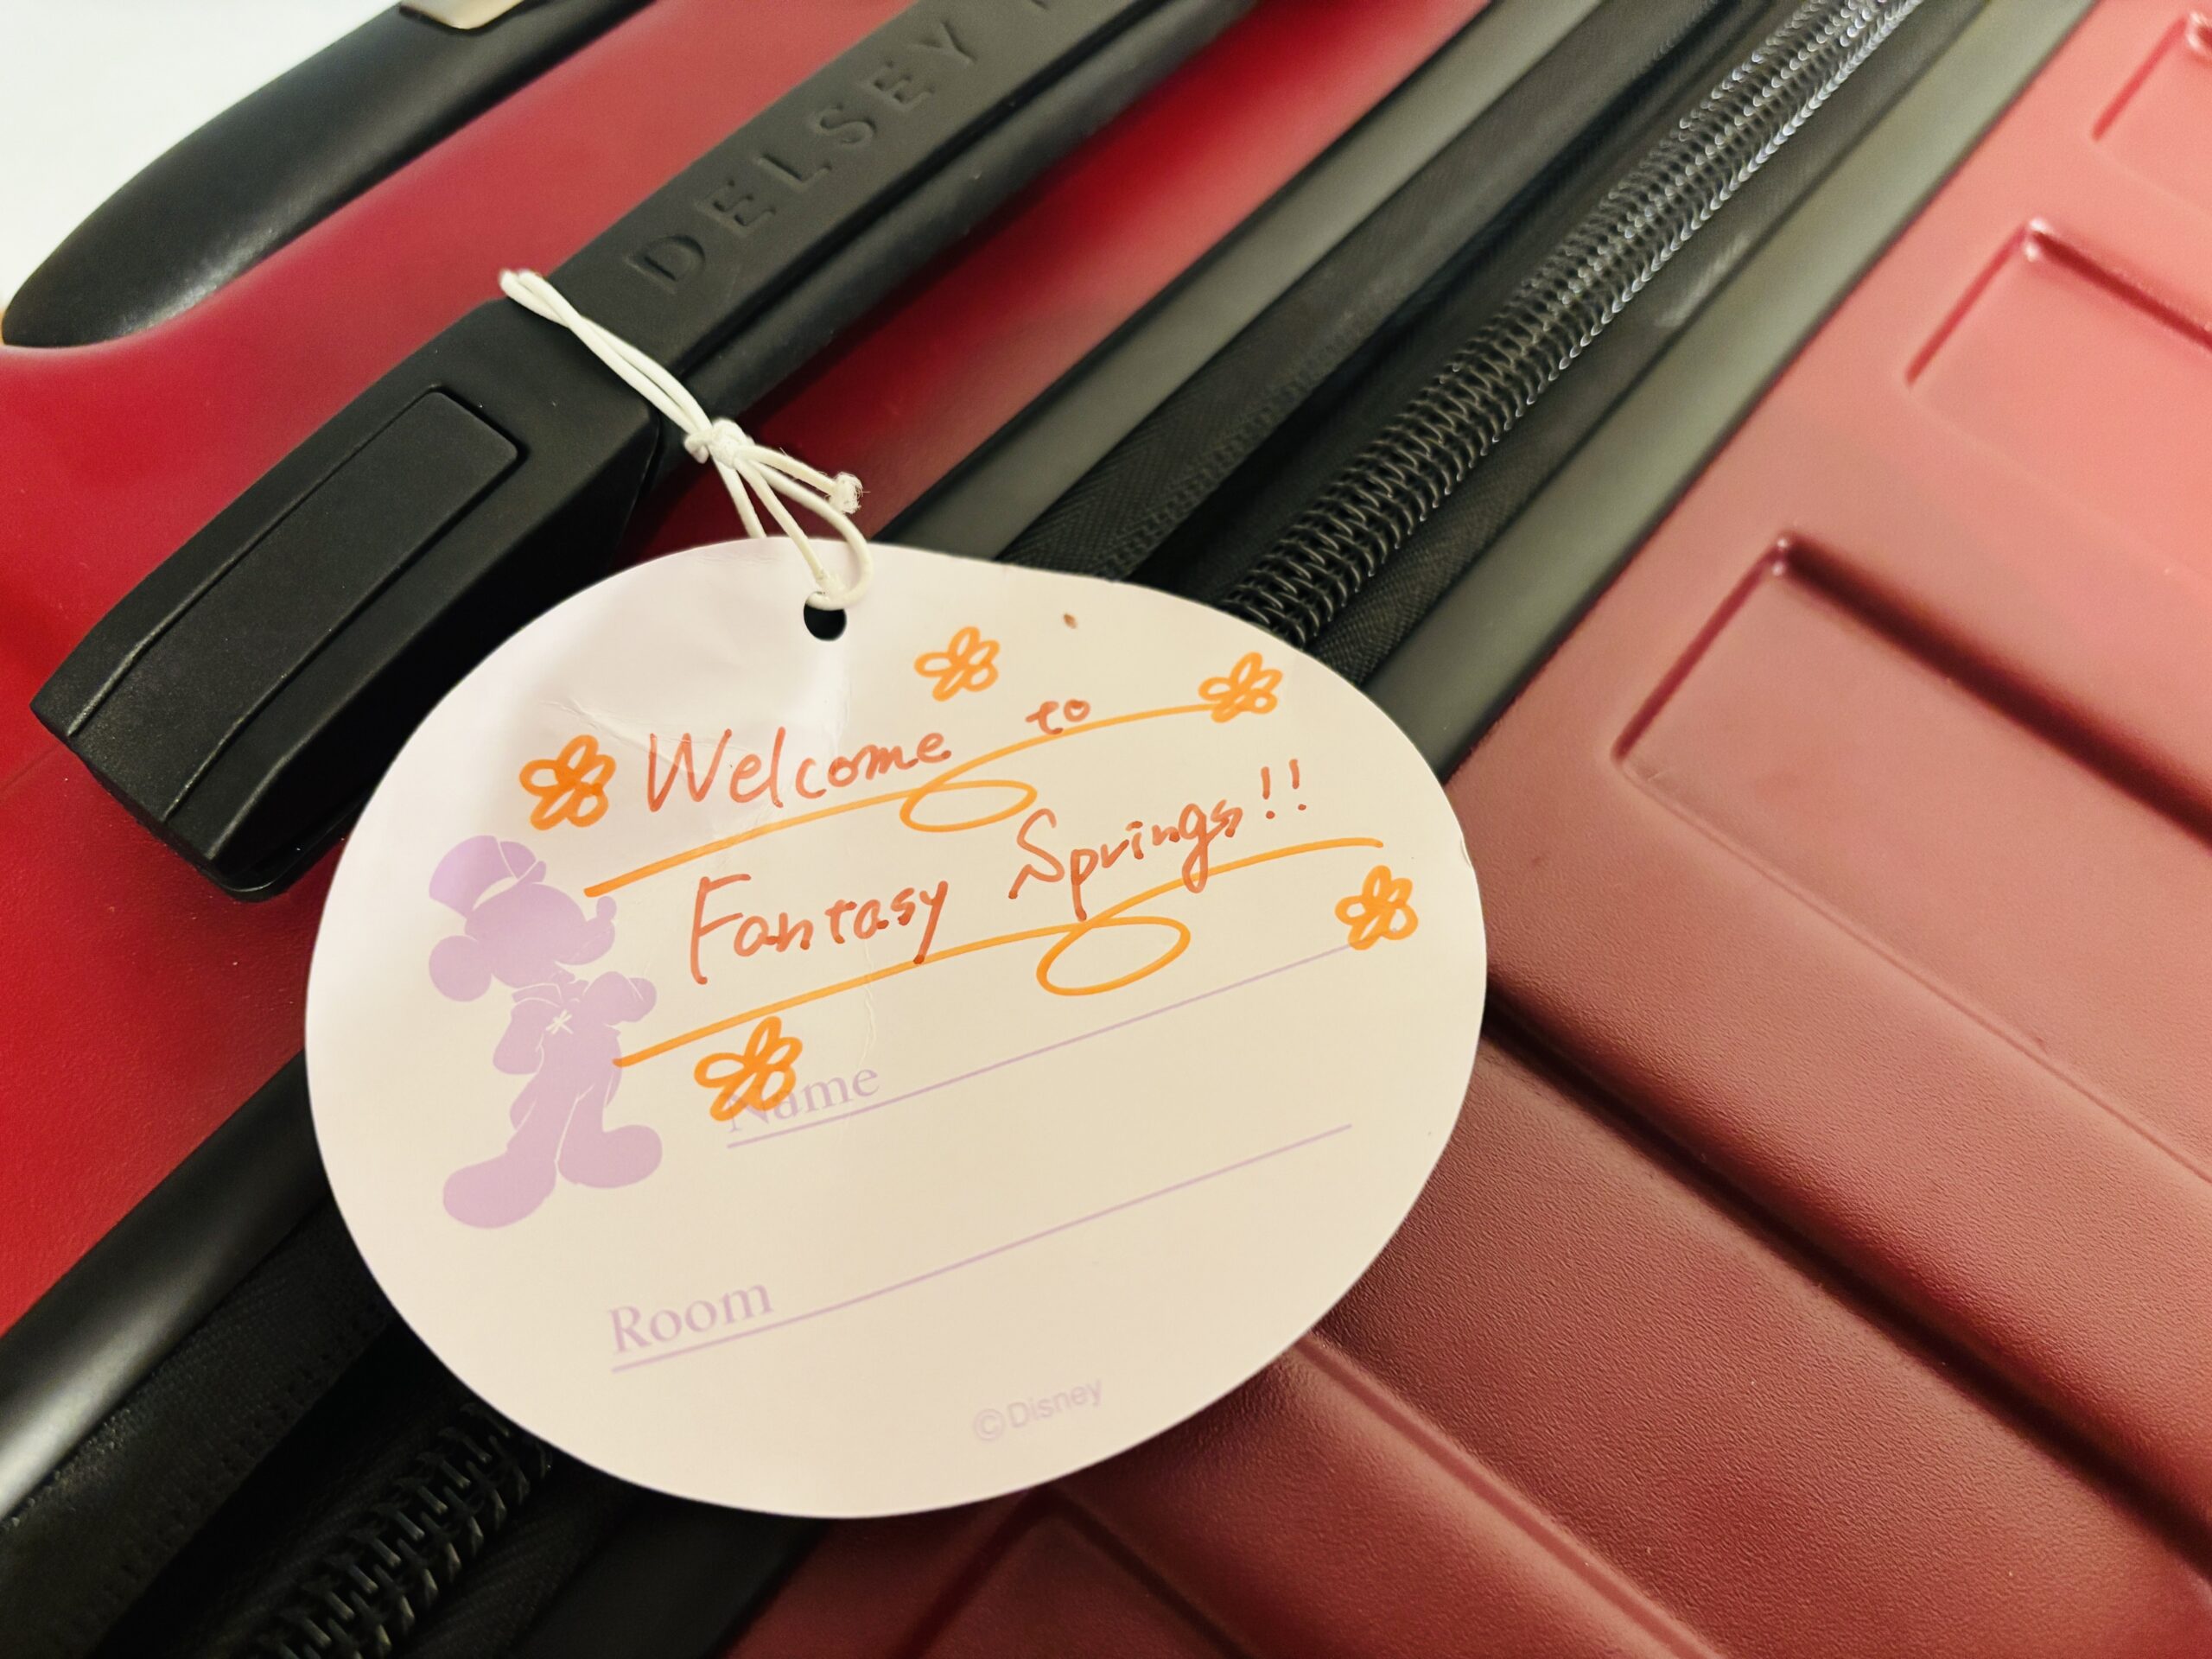 DELSEY
Welcome to
Fantasy Springs!!
Name
Room
©Disney